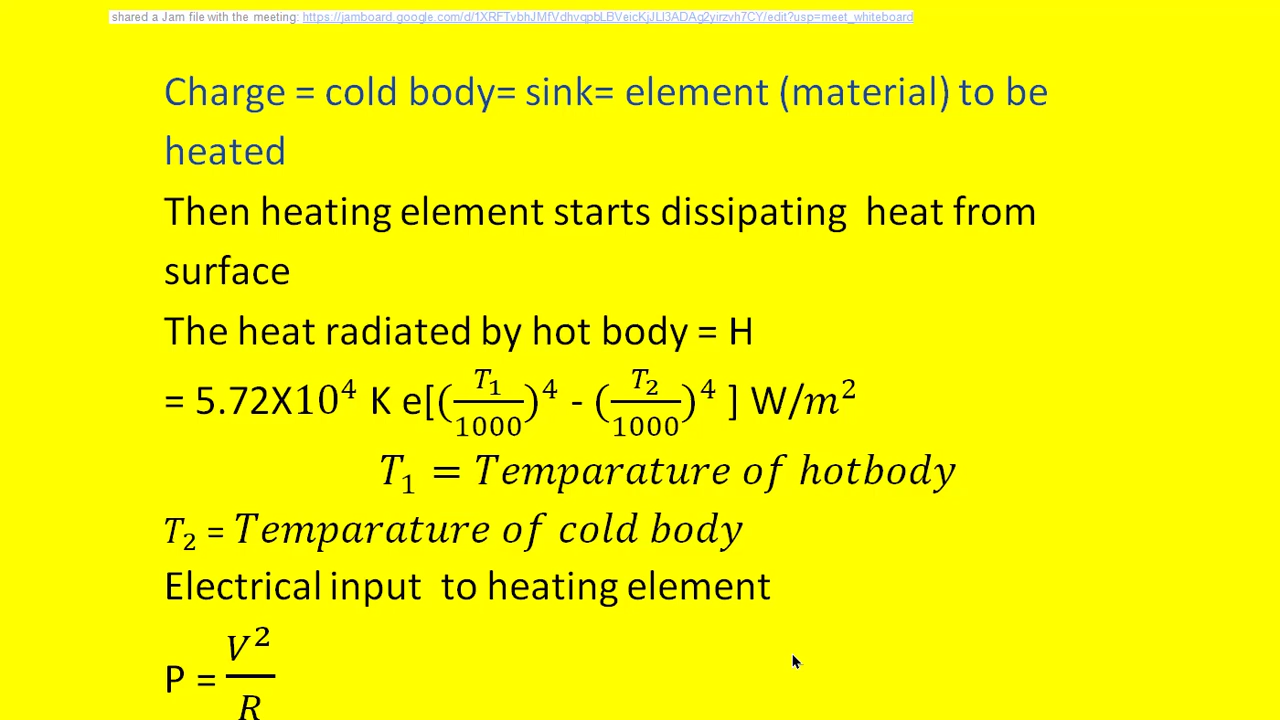 shared a Jam file with the meeting: https://jamboard.google.com/d/1XRFTvbhJMfVdhvqpbLBVeicKjJLl3ADAg2yirzvh7CY/edit?usp=meet_whiteboard
Charge = cold body= sink= element (material) to be
heated
Then heating element starts dissipating heat from
surface
The heat radiated by hot body = H
= 5.72X10⁴ K e[(T₁/1000)⁴ - (T₂/1000)⁴ ] W/m²
T₁ = Temparature of hotbody
T₂ = Temparature of cold body
Electrical input to heating element
P = V²/R